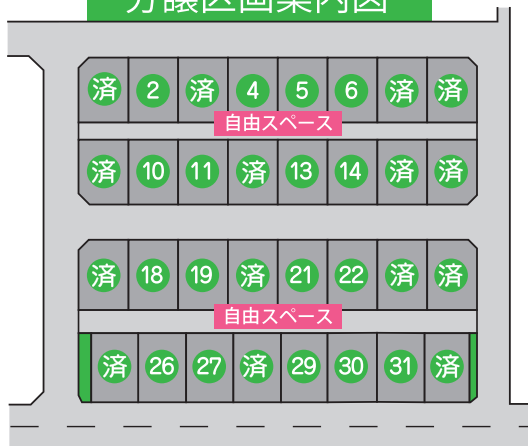 分譲区画案内図
済 2 済 4 5 6 済 済
自由スペース
済 10 11 済 13 14 済 済
済 18 19 済 21 22 済 済
自由スペース
済 26 27 済 29 30 31 済